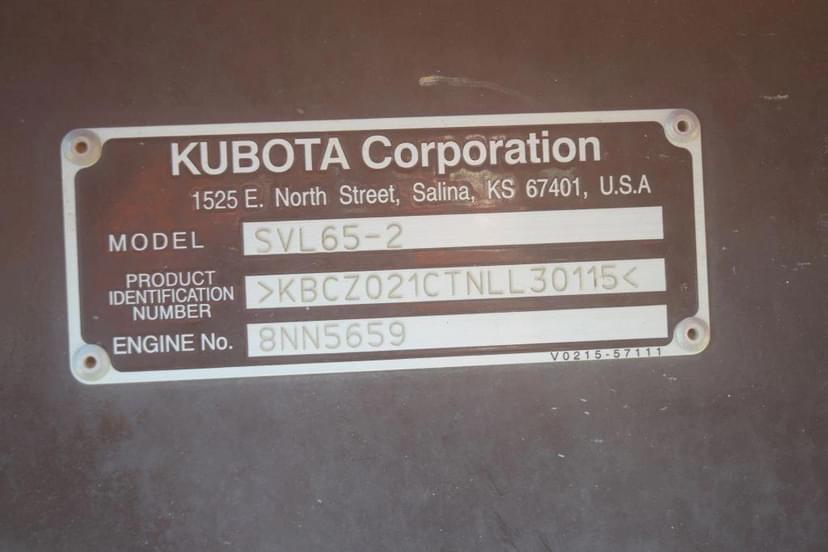 KUBOTA Corporation
1525 E. North Street, Salina, KS 67401, U.S.A
MODEL SVL65-2
PRODUCT
IDENTIFICATION
NUMBER
>KBCZ021CTNLL30115<
ENGINE No. 8NN5659
V0215-57111